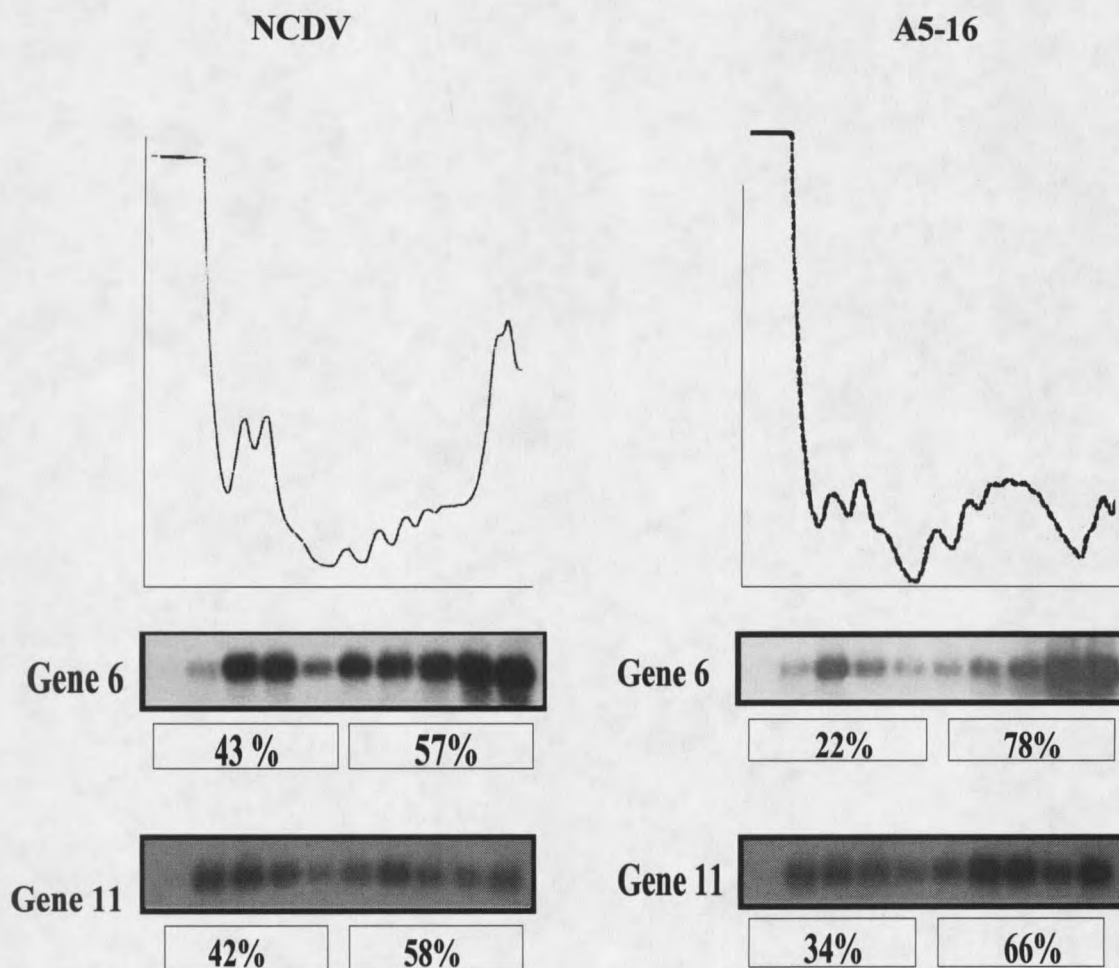 NCDV A5-16
Gene 6 Gene 6
43 % 57% 22% 78%
Gene 11 Gene 11
42% 58% 34% 66%